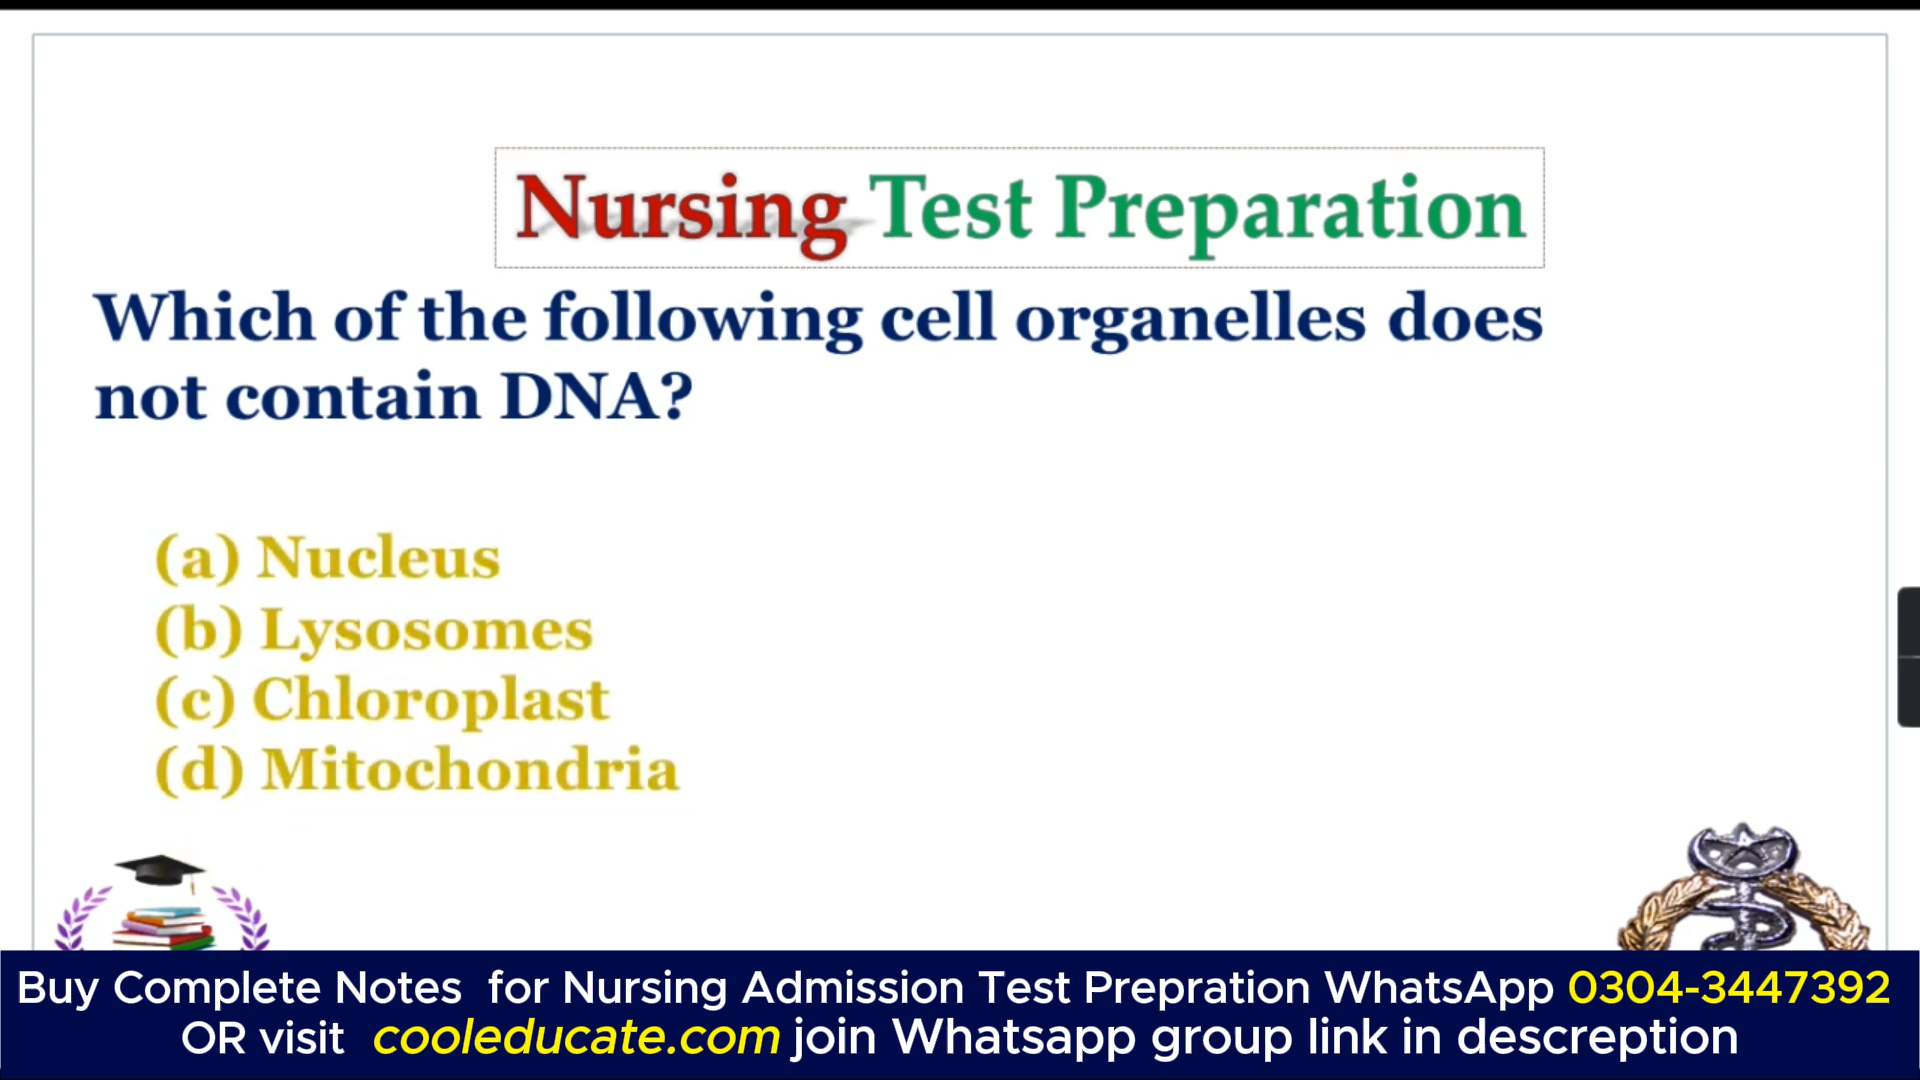 Nursing Test Preparation
Which of the following cell organelles does
not contain DNA?
(a) Nucleus
(b) Lysosomes
(c) Chloroplast
(d) Mitochondria
Buy Complete Notes for Nursing Admission Test Prepration WhatsApp 0304-3447392
OR visit cooleducate.com join Whatsapp group link in descreption